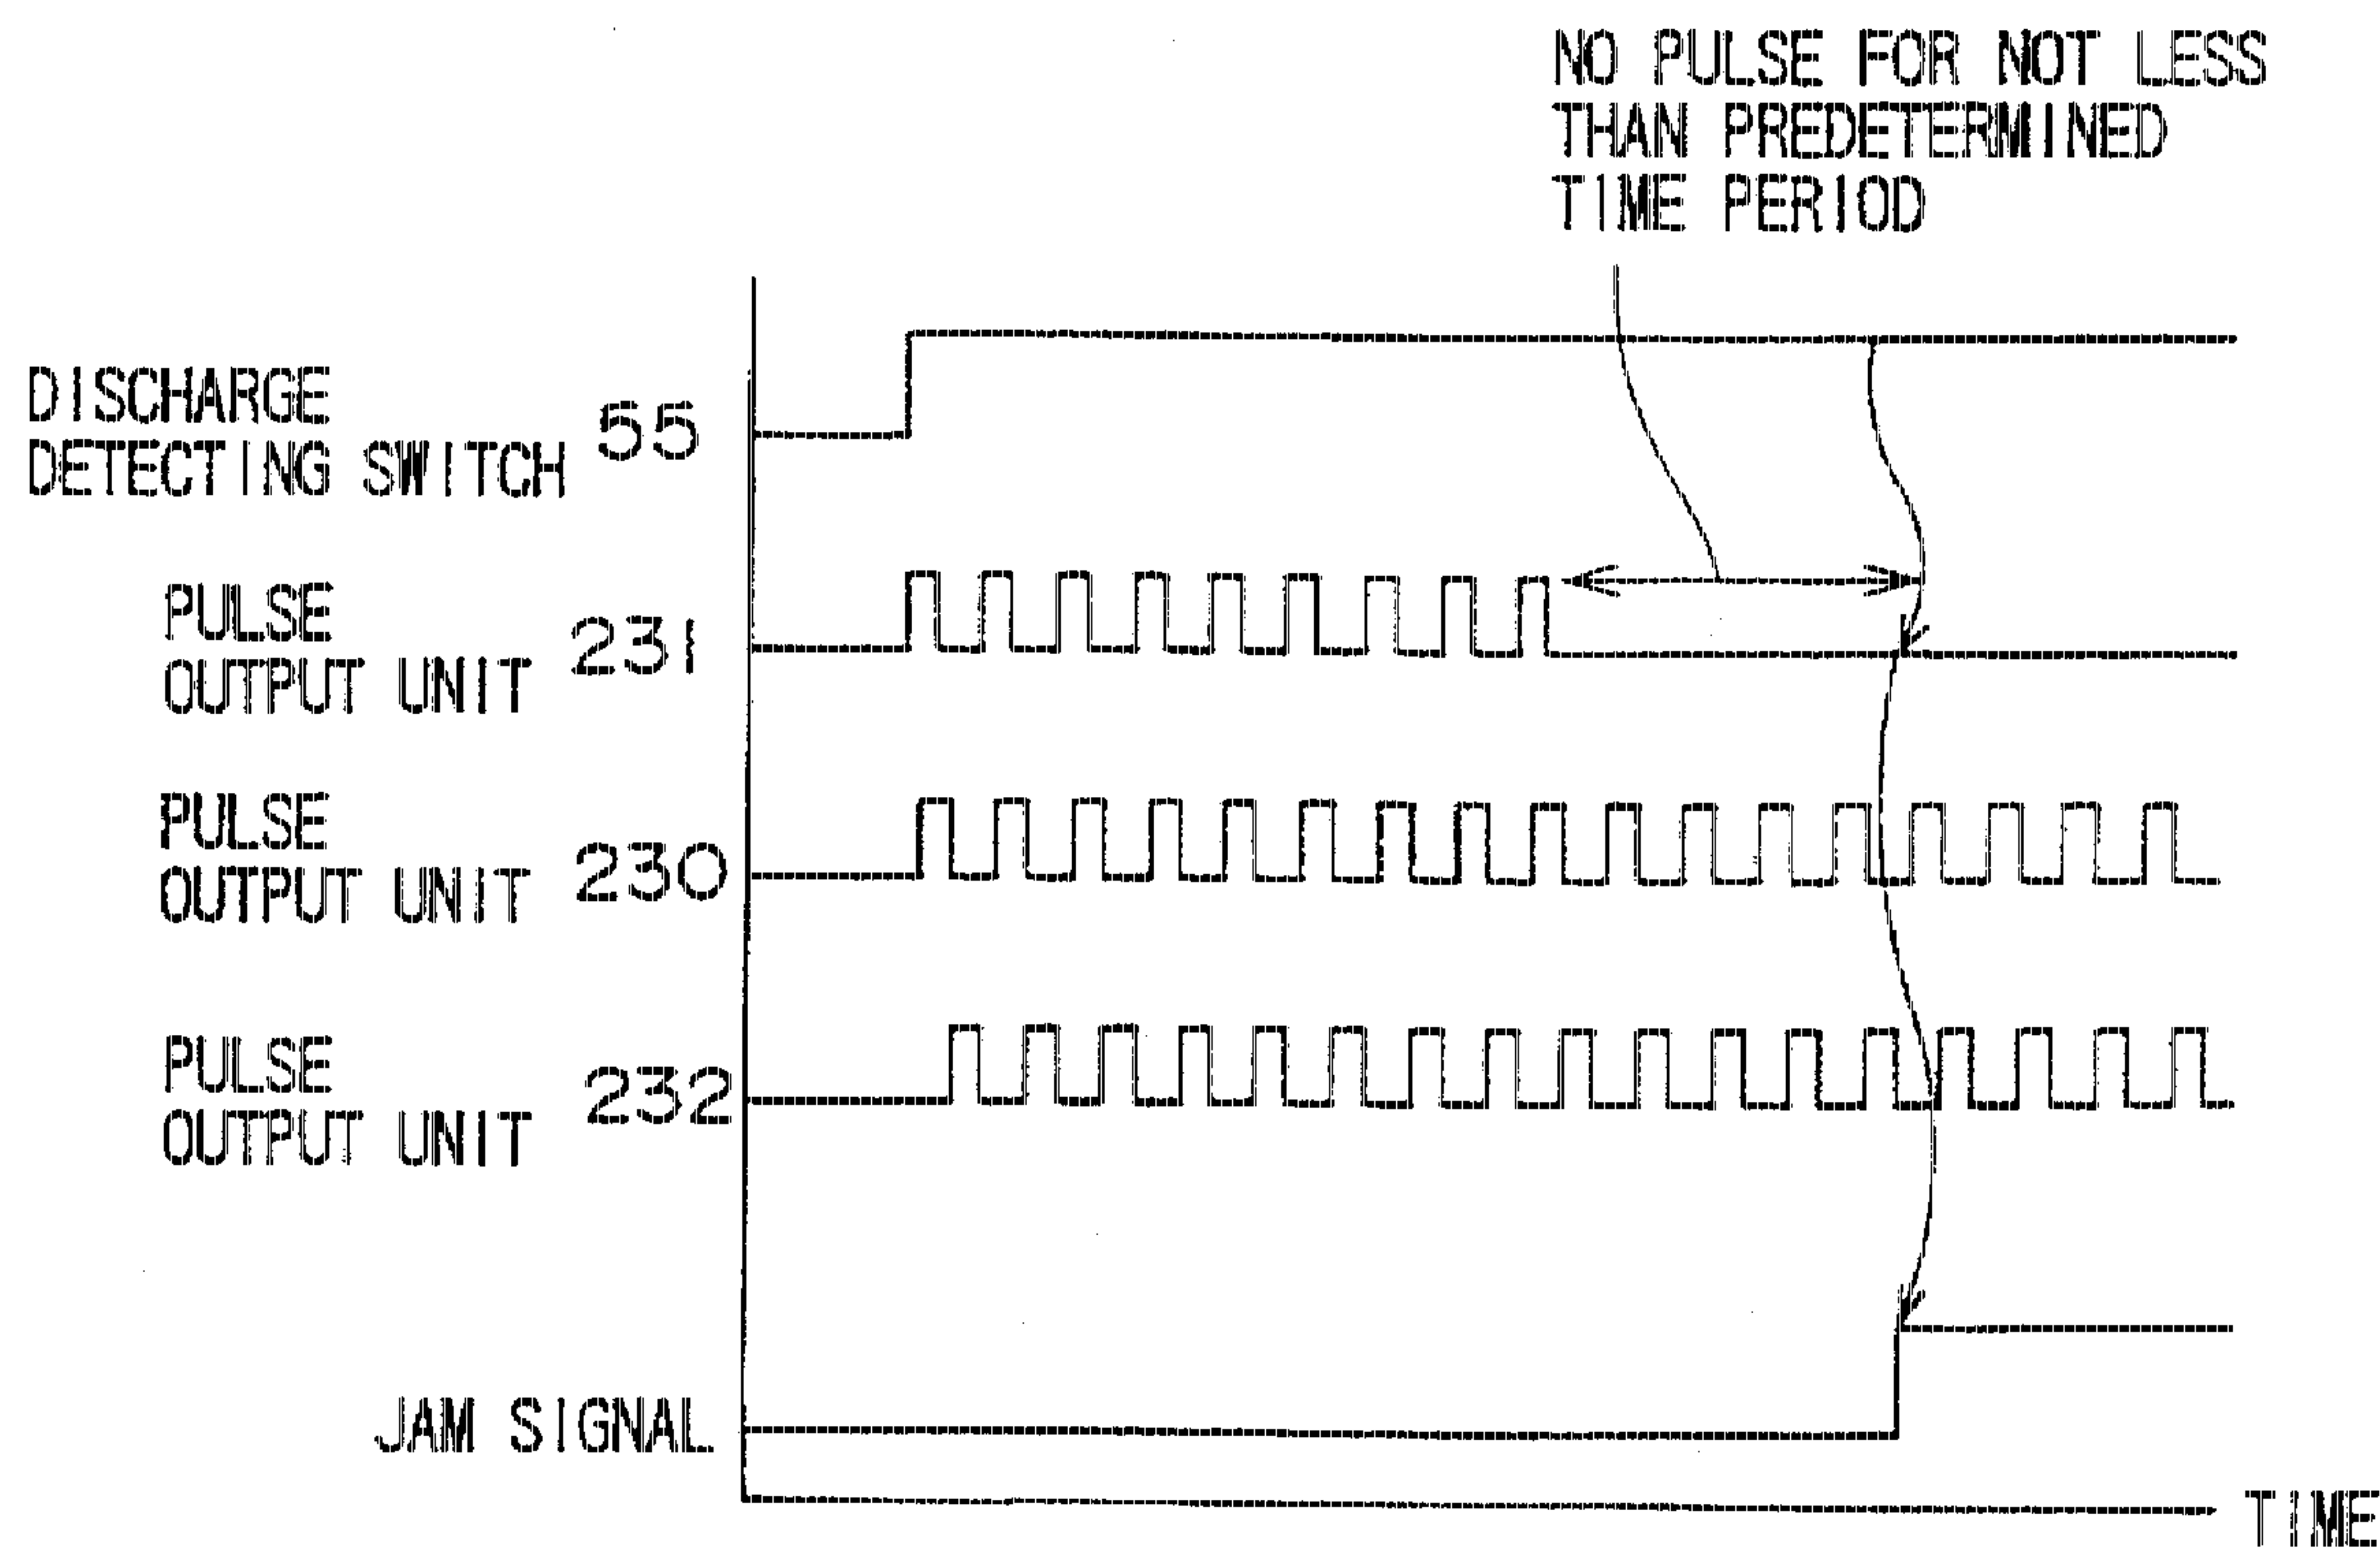 NO PULSE FOR NOT LESS
THAN PREDETERMINED
TIME PERIOD
DISCHARGE
DETECTING SWITCH 55
PULSE
OUTPUT UNIT 231
PULSE
OUTPUT UNIT 230
PULSE
OUTPUT UNIT 232
JAM SIGNAL
TIME